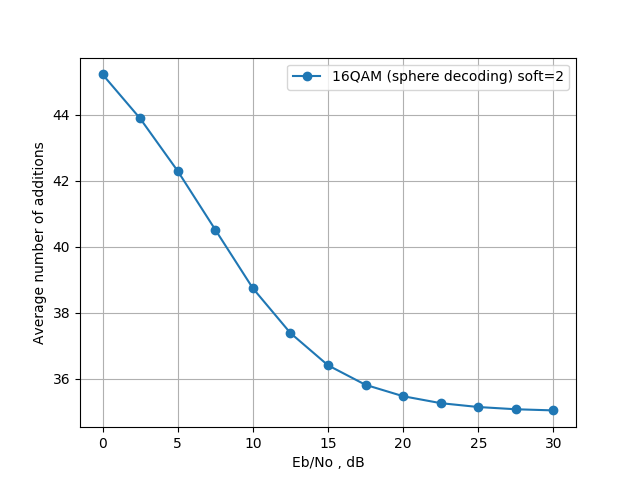 16QAM (sphere decoding) soft=2
44
42
40
38
36
Average number of additions
0 5 10 15 20 25 30
Eb/No , dB